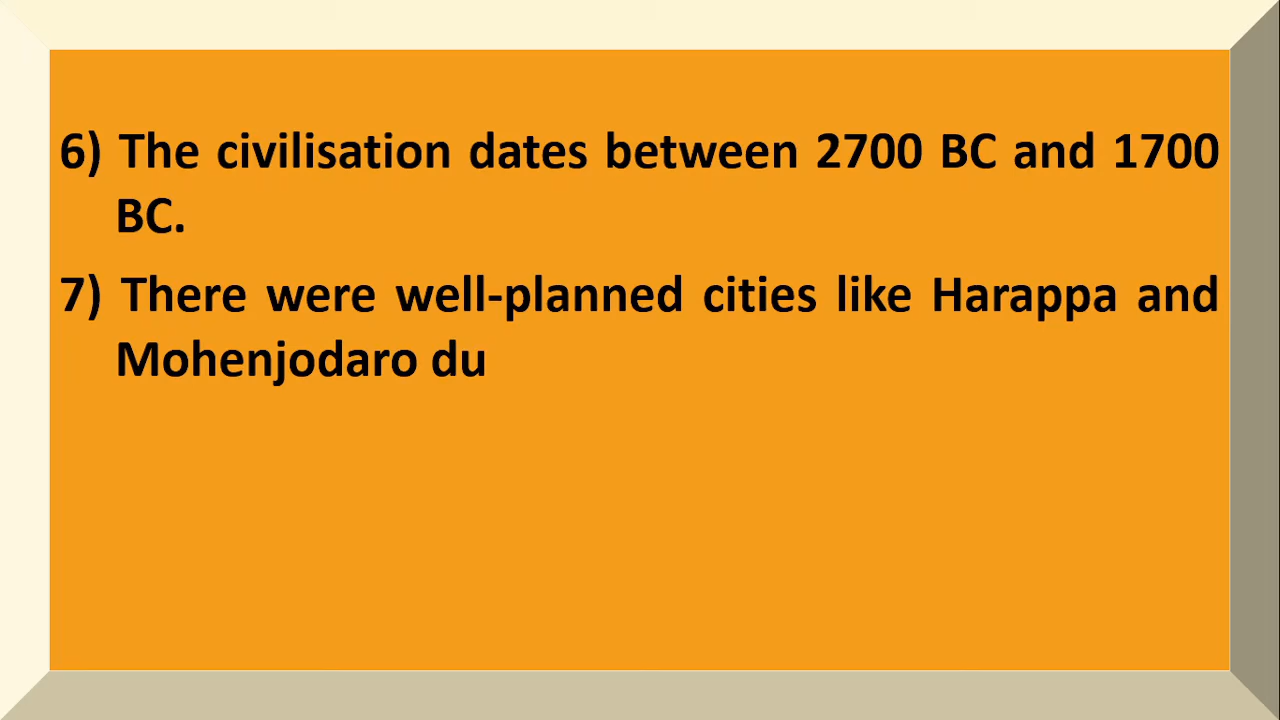 6) The civilisation dates between 2700 BC and 1700
BC.
7) There were well-planned cities like Harappa and
Mohenjodaro du